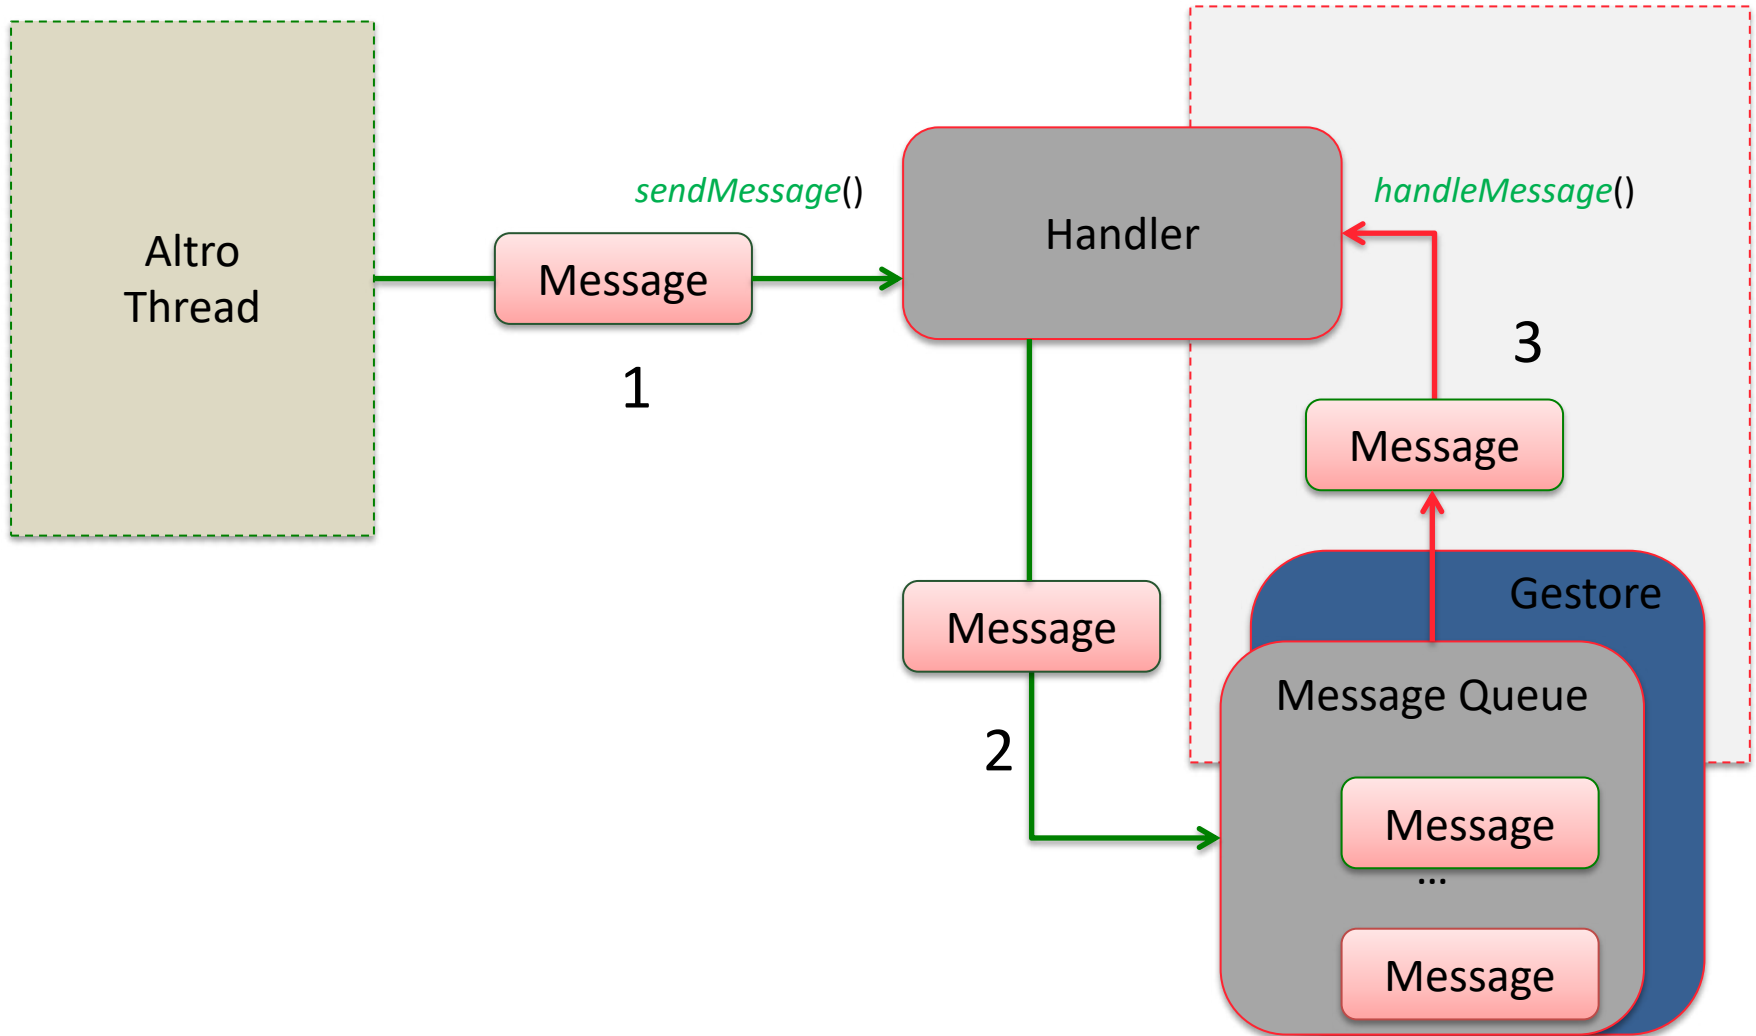 Altro
Thread
sendMessage()
Message
1
Handler
handleMessage()
3
Message
Message
2
Gestore
Message Queue
Message
...
Message